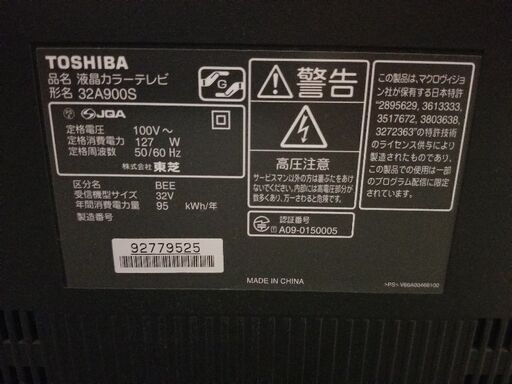 TOSHIBA
品名 液晶カラーテレビ
形名 32A900S
JQA
定格電圧 100V～
定格消費電力 127 W
定格周波数 50/60 Hz
株式会社 東芝
区分名 BEE
受信機型サイズ 32V
年間消費電力量 95 kWh/年
製造番号
92779525
警告
高圧注意
サービスマン以外の方は裏ぶたをあけ
ないでください。内部には高電圧部分が
数多くあり、万一さわると危険です。
認証番号
A09-0150005
MADE IN CHINA
この製品は、マクロヴィジョン
社が保有する日本特許
"2895629, 3613333,
3517672, 3803638,
3272363"の特許技術
のライセンス供与により
製造されたものです。こ
の製品での使用は一部
のプログラム配信に限定
されています。